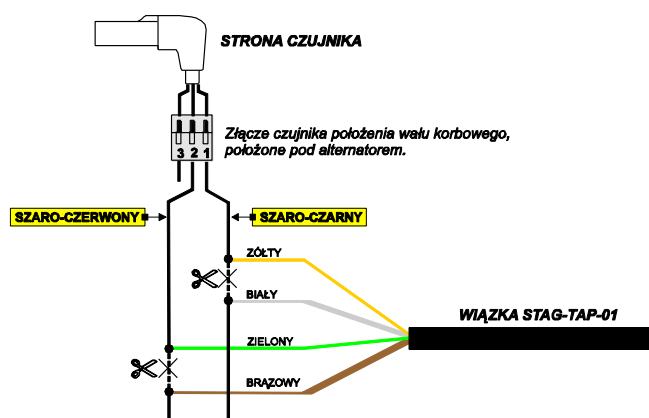 STRONA CZUJNIKA
Złącze czujnika położenia wału korbowego,
położone pod alternatorem.
3 2 1
SZARO-CZERWONY
SZARO-CZARNY
ŻÓŁTY
BIAŁY
WIĄZKA STAG-TAP-01
ZIELONY
BRĄZOWY